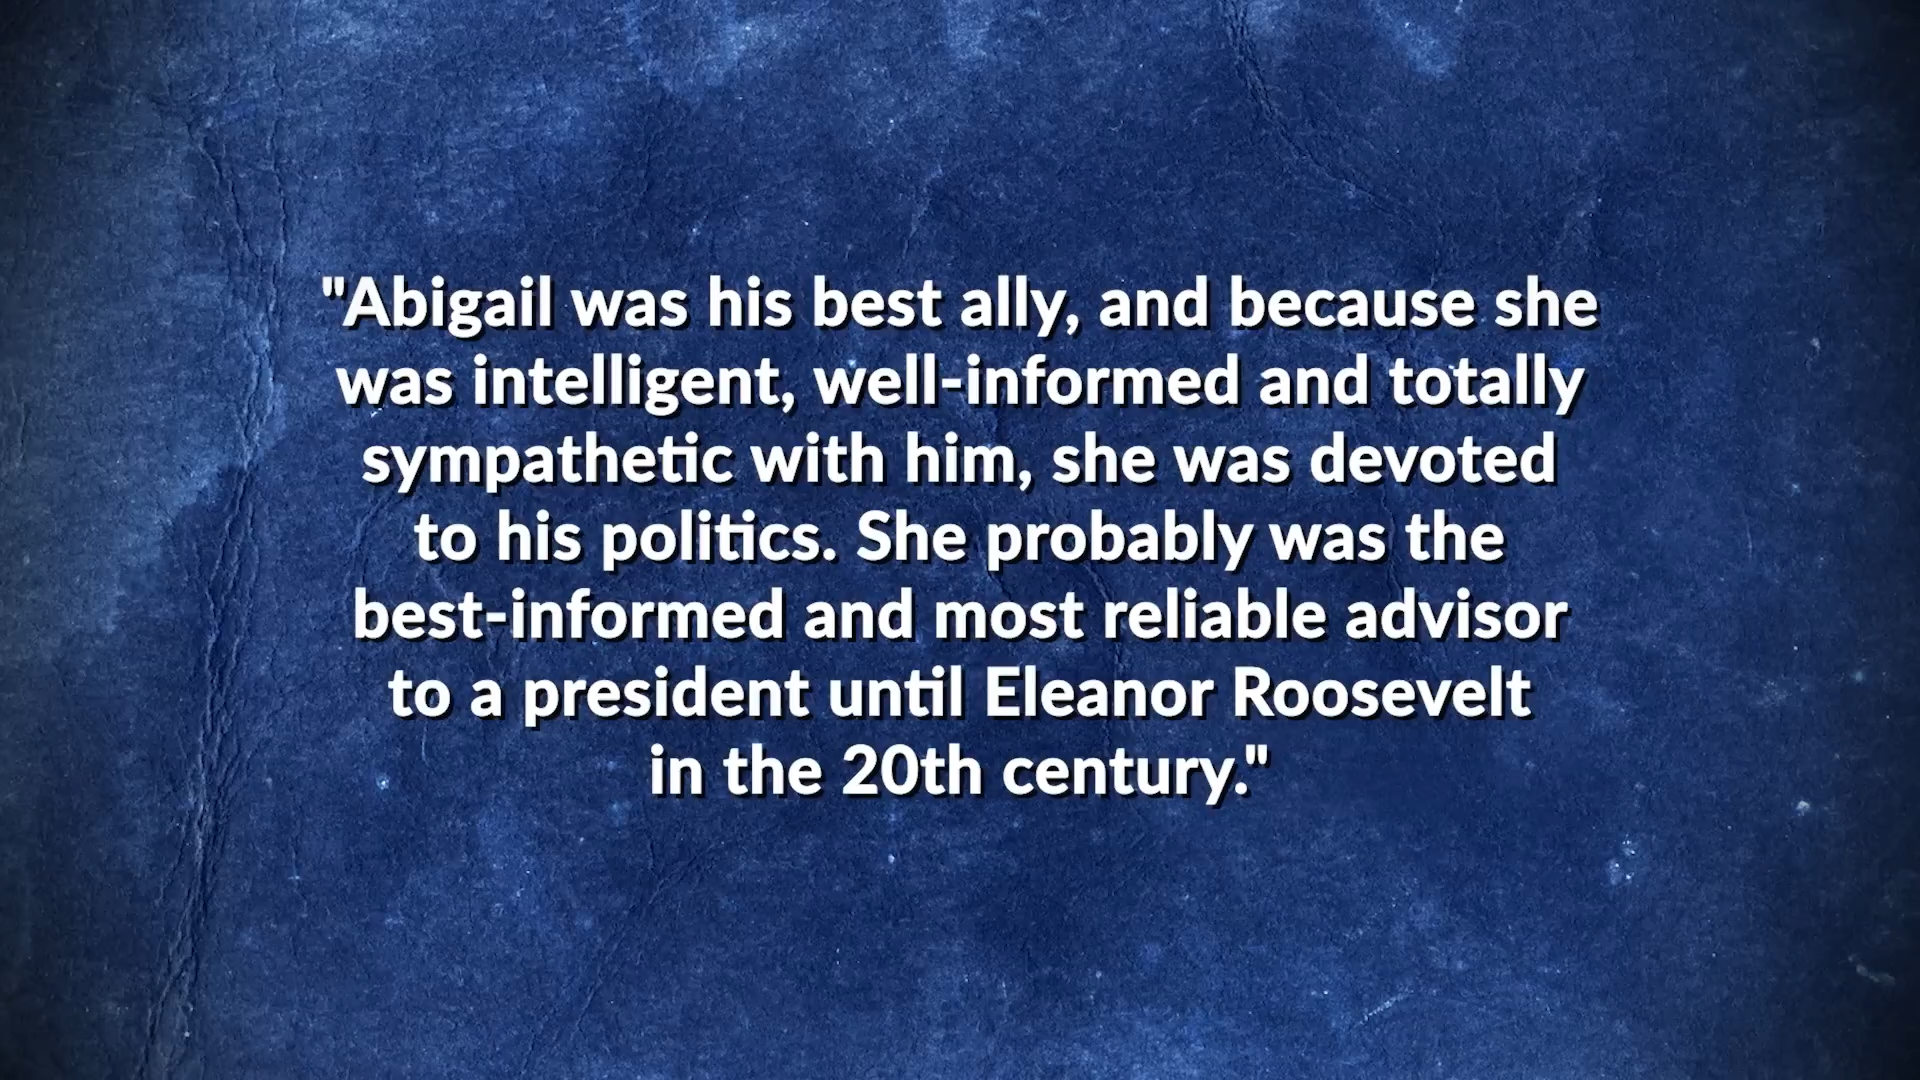 "Abigail was his best ally, and because she
was intelligent, well-informed and totally
sympathetic with him, she was devoted
to his politics. She probably was the
best-informed and most reliable advisor
to a president until Eleanor Roosevelt
in the 20th century."